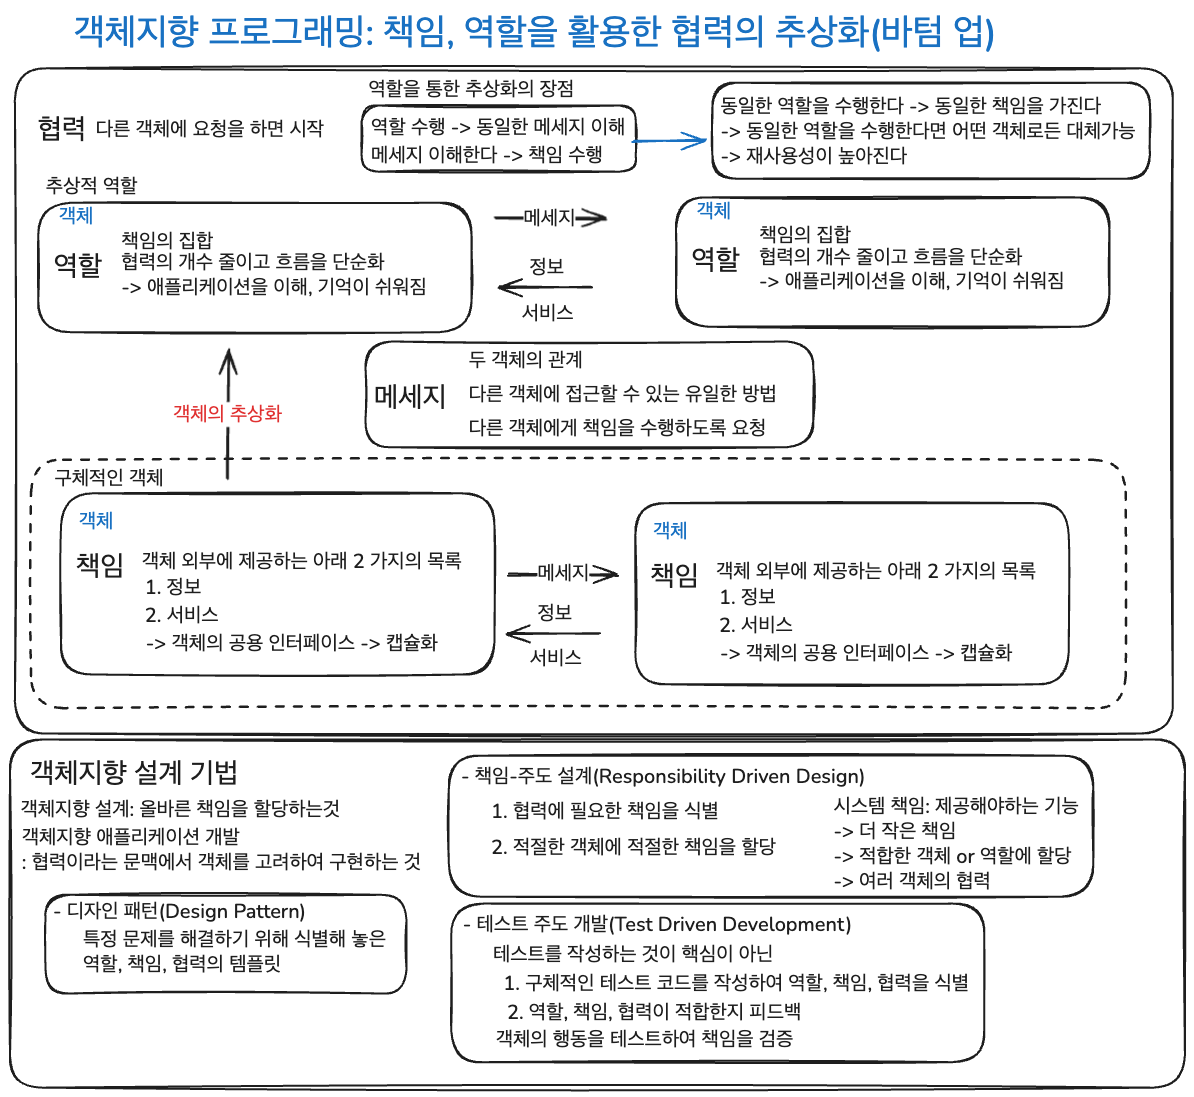 객체지향 프로그래밍: 책임, 역할을 활용한 협력의 추상화(바텀 업)
협력 다른 객체에 요청을 하면 시작
역할을 통한 추상화의 장점
역할 수행 -> 동일한 메세지 이해
메세지 이해한다 -> 책임 수행
동일한 역할을 수행한다 -> 동일한 책임을 가진다
-> 동일한 역할을 수행한다면 어떤 객체로든 대체가능
-> 재사용성이 높아진다
추상적 역할
객체
역할
책임의 집합
협력의 개수 줄이고 흐름을 단순화
-> 애플리케이션을 이해, 기억이 쉬워짐
메세지
정보
서비스
객체
역할
책임의 집합
협력의 개수 줄이고 흐름을 단순화
-> 애플리케이션을 이해, 기억이 쉬워짐
메세지
두 객체의 관계
다른 객체에 접근할 수 있는 유일한 방법
다른 객체에게 책임을 수행하도록 요청
객체의 추상화
구체적인 객체
객체
책임
객체 외부에 제공하는 아래 2 가지의 목록
1. 정보
2. 서비스
-> 객체의 공용 인터페이스 -> 캡슐화
메세지
정보
서비스
객체
책임
객체 외부에 제공하는 아래 2 가지의 목록
1. 정보
2. 서비스
-> 객체의 공용 인터페이스 -> 캡슐화
객체지향 설계 기법
객체지향 설계: 올바른 책임을 할당하는것
객체지향 애플리케이션 개발
: 협력이라는 문맥에서 객체를 고려하여 구현하는 것
- 디자인 패턴(Design Pattern)
특정 문제를 해결하기 위해 식별해 놓은
역할, 책임, 협력의 템플릿
- 책임-주도 설계(Responsibility Driven Design)
1. 협력에 필요한 책임을 식별
2. 적절한 객체에 적절한 책임을 할당
시스템 책임: 제공해야하는 기능
-> 더 작은 책임
-> 적합한 객체 or 역할에 할당
-> 여러 객체의 협력
- 테스트 주도 개발(Test Driven Development)
테스트를 작성하는 것이 핵심이 아닌
1. 구체적인 테스트 코드를 작성하여 역할, 책임, 협력을 식별
2. 역할, 책임, 협력이 적합한지 피드백
객체의 행동을 테스트하여 책임을 검증